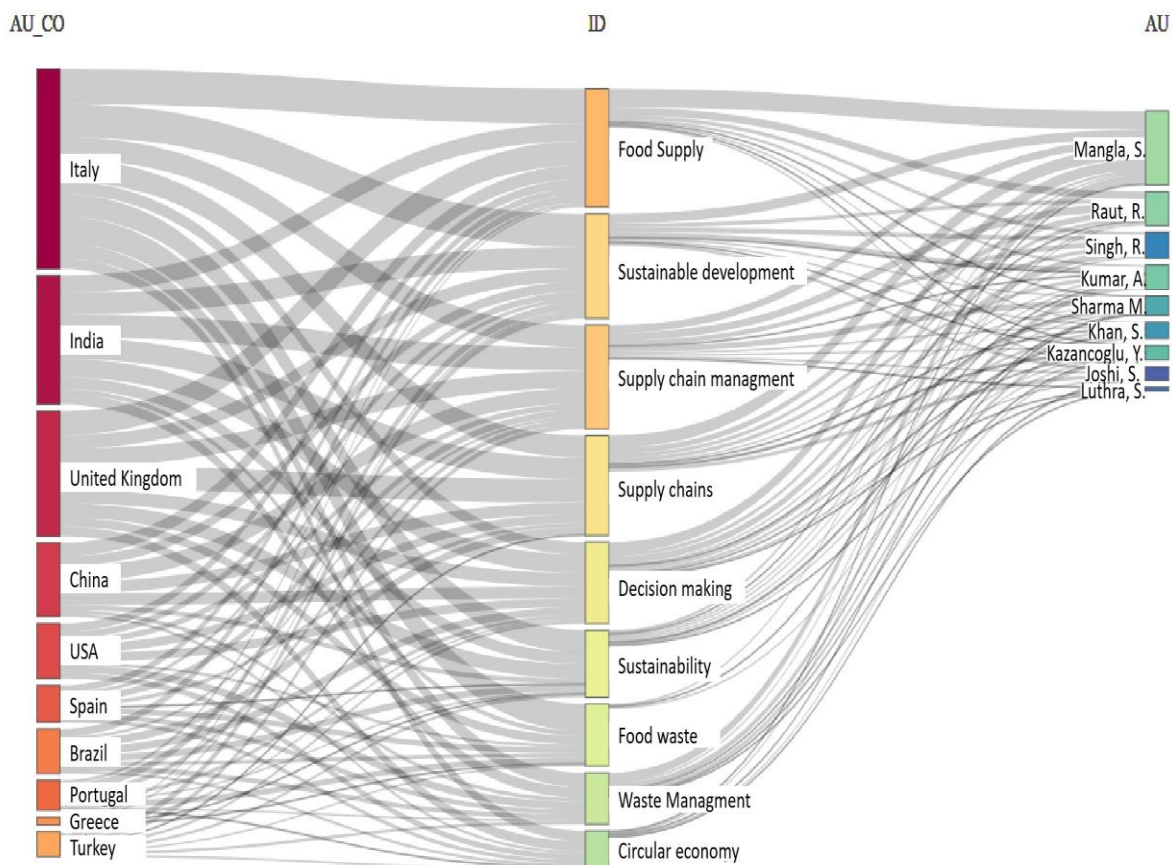 AU_CO
ID
AU
Italy
India
United Kingdom
China
USA
Spain
Brazil
Portugal
Greece
Turkey
Food Supply
Sustainable development
Supply chain managment
Supply chains
Decision making
Sustainability
Food waste
Waste Managment
Circular economy
Mangla, S.
Raut, R.
Singh, R.
Kumar, A.
Sharma M.
Khan, S.
Kazancoglu, Y.
Joshi, S.
Luthra, S.